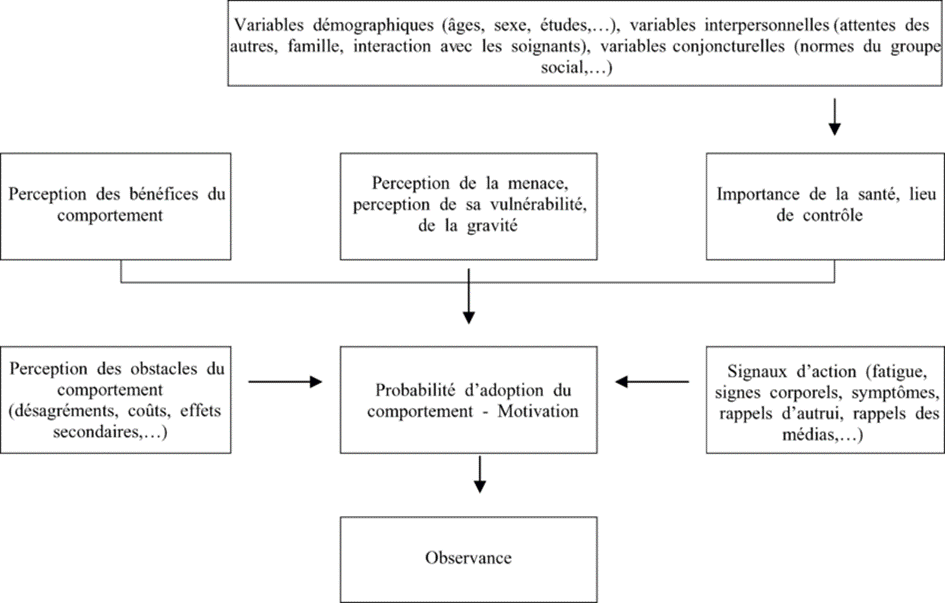 Variables démographiques (âges, sexe, études,…), variables interpersonnelles (attentes des
autres, famille, interaction avec les soignants), variables conjoncturelles (normes du groupe
social,…)
Perception des bénéfices du
comportement
Perception de la menace,
perception de sa vulnérabilité,
de la gravité
Importance de la santé, lieu
de contrôle
Perception des obstacles du
comportement
(désagréments, coûts, effets
secondaires,…)
Probabilité d’adoption du
comportement - Motivation
Signaux d’action (fatigue,
signes corporels, symptômes,
rappels d’autrui, rappels des
médias,…)
Observance